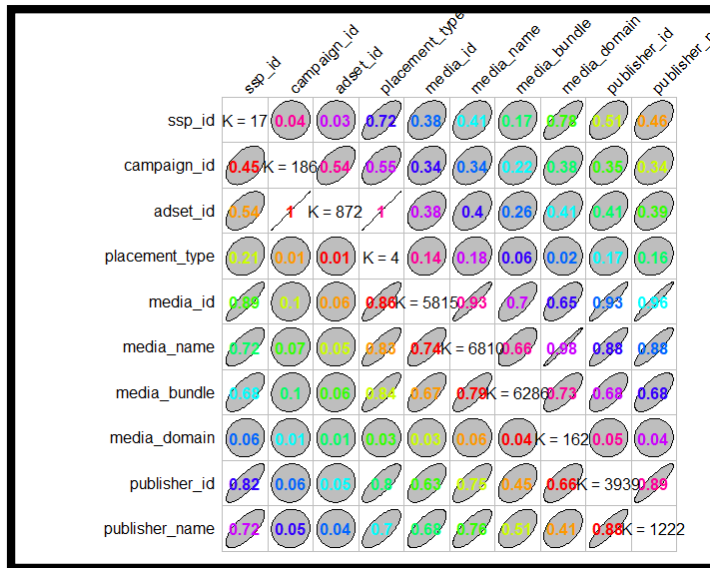 ssp_id campaign_id adset_id placement_type media_id media_name media_bundle media_domain publisher_id
ssp_id K = 17 0.04 0.03 0.72 0.38 0.41 0.17 0.78 0.51 0.46
campaign_id 0.45 K = 186 0.54 0.55 0.34 0.34 0.22 0.38 0.35 0.34
adset_id 0.54 1 K = 872 1 0.38 0.4 0.26 0.41 0.41 0.39
placement_type 0.21 0.01 0.01 K = 4 0.14 0.18 0.06 0.02 0.17 0.16
media_id 0.89 0.1 0.06 0.86 K = 5815 0.93 0.7 0.65 0.93 0.96
media_name 0.72 0.07 0.05 0.83 0.74 K = 6810 0.66 0.98 0.88 0.88
media_bundle 0.68 0.1 0.06 0.84 0.67 0.79 K = 6286 0.73 0.68 0.68
media_domain 0.06 0.01 0.01 0.03 0.03 0.06 0.04 K = 162 0.05 0.04
publisher_id 0.82 0.06 0.05 0.8 0.63 0.75 0.45 0.66 K = 3939 0.89
publisher_name 0.72 0.05 0.04 0.7 0.68 0.76 0.51 0.41 0.88 K = 1222